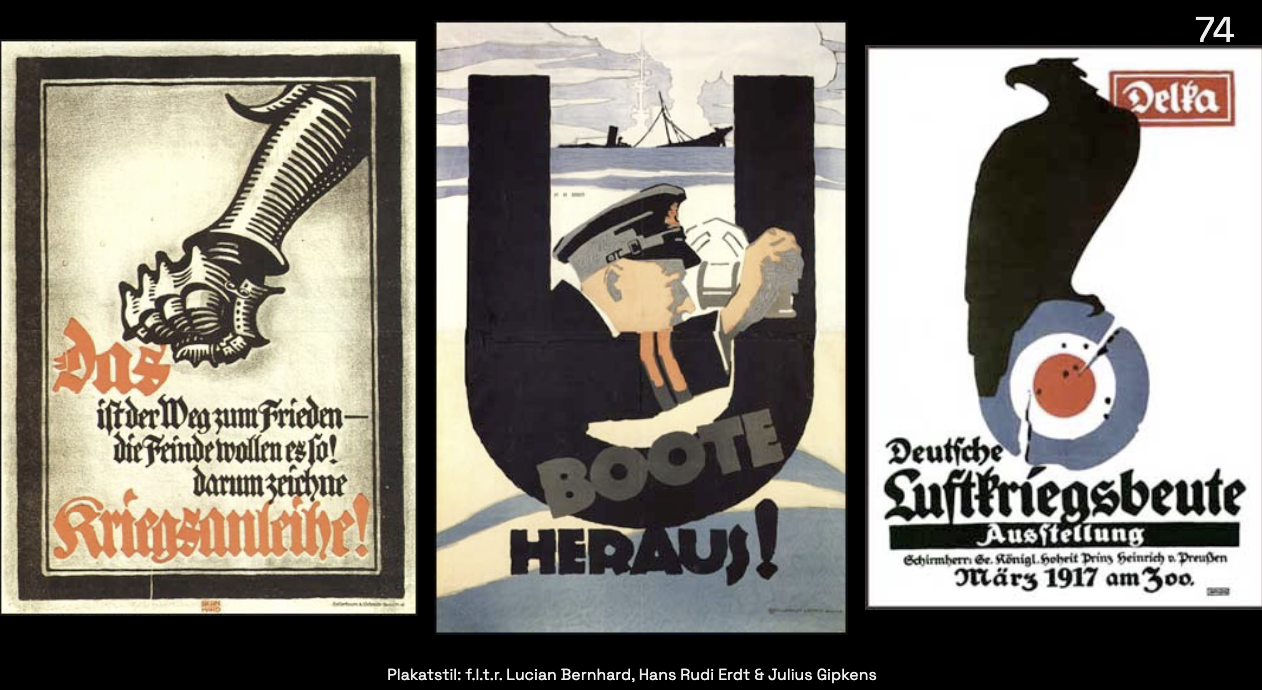 74
Das
ist der Weg zum Frieden—
die Feinde wollen es so!
darum zeichne
Kriegsanleihe!
U
BOOTE
HERAUS!
Delka
Deutsche
Luftkriegsbeute
Ausstellung
Schirmherr: Se. Königl. Hoheit Prinz Heinrich v. Preußen
März 1917 am Zoo.
Plakatstil: f.l.t.r. Lucian Bernhard, Hans Rudi Erdt & Julius Gipkens